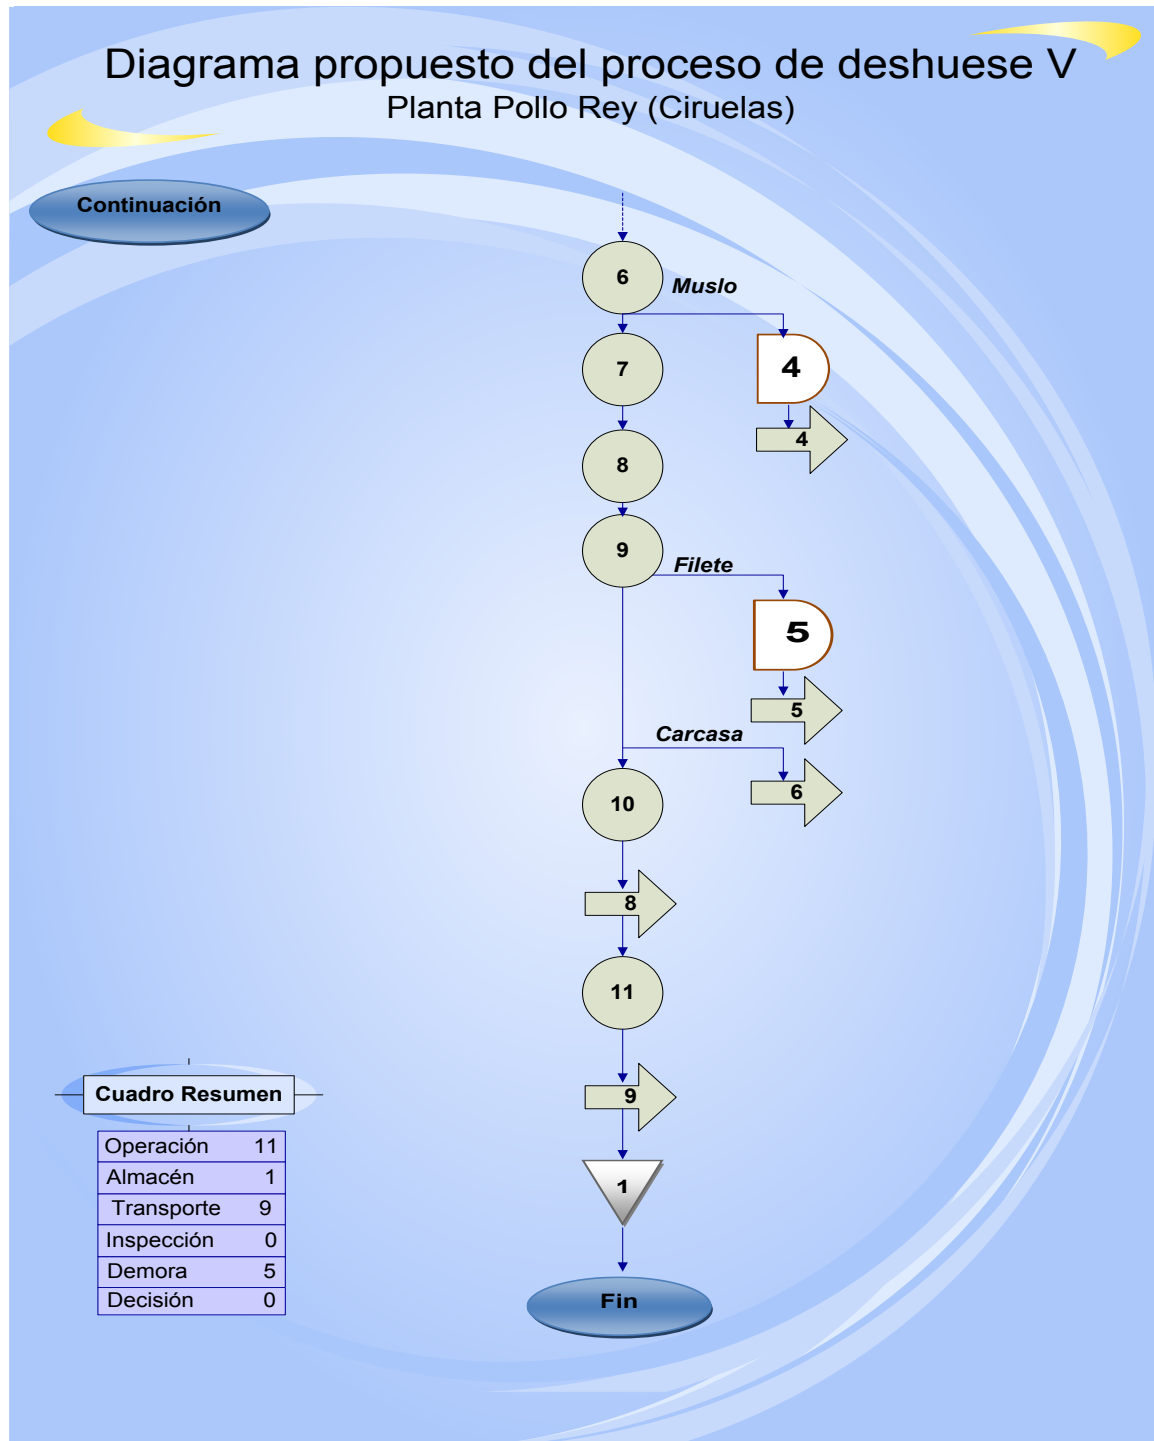 Diagrama propuesto del proceso de deshuese V
Planta Pollo Rey (Ciruelas)
Continuación
6
Muslo
7
4
4
8
9
Filete
5
5
Carcasa
6
10
8
11
9
1
Fin
Cuadro Resumen
Operación 11
Almacén 1
Transporte 9
Inspección 0
Demora 5
Decisión 0